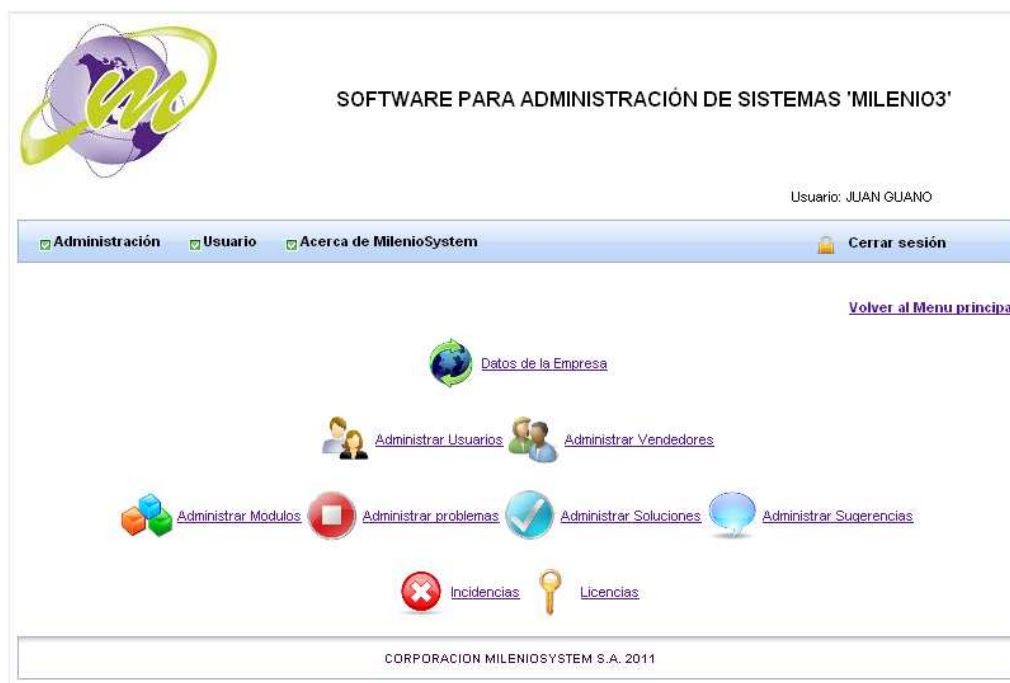 m
SOFTWARE PARA ADMINISTRACIÓN DE SISTEMAS 'MILENIO3'
Usuario: JUAN GUANO
Administración Usuario Acerca de MilenioSystem Cerrar sesión
Volver al Menu principa
Datos de la Empresa
Administrar Usuarios Administrar Vendedores
Administrar Modulos Administrar problemas Administrar Soluciones Administrar Sugerencias
Incidencias Licencias
CORPORACION MILENIOSYSTEM S.A. 2011